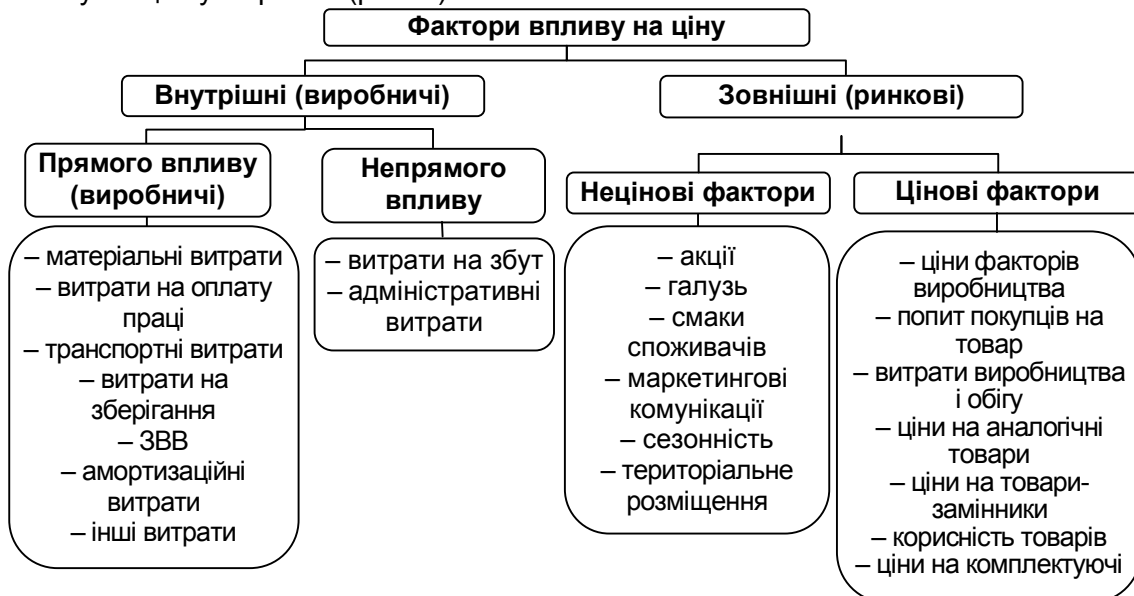 Фактори впливу на ціну
Внутрішні (виробничі)
Зовнішні (ринкові)
Прямого впливу
(виробничі)
Непрямого
впливу
Нецінові фактори
Цінові фактори
– матеріальні витрати
– витрати на оплату
праці
– транспортні витрати
– витрати на
зберігання
– ЗВВ
– амортизаційні
витрати
– інші витрати
– витрати на збут
– адміністративні
витрати
– акції
– галузь
– смаки
споживачів
– маркетингові
комунікації
– сезонність
– територіальне
розміщення
– ціни факторів
виробництва
– попит покупців на
товар
– витрати виробництва
і обігу
– ціни на аналогічні
товари
– ціни на товари-
замінники
– корисність товарів
– ціни на комплектуючі